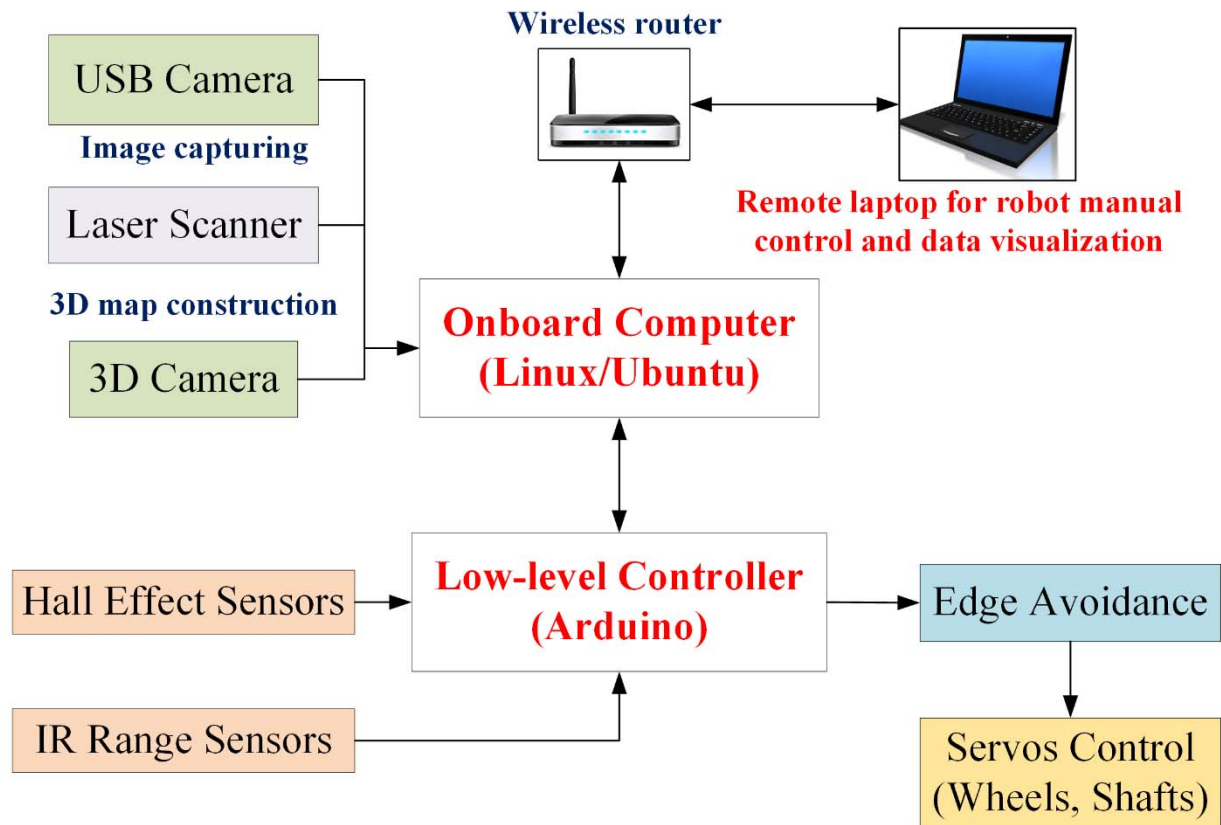 USB Camera
Image capturing
Laser Scanner
3D map construction
3D Camera
Wireless router
Remote laptop for robot manual
control and data visualization
Onboard Computer
(Linux/Ubuntu)
Hall Effect Sensors
Low-level Controller
(Arduino)
Edge Avoidance
IR Range Sensors
Servos Control
(Wheels, Shafts)